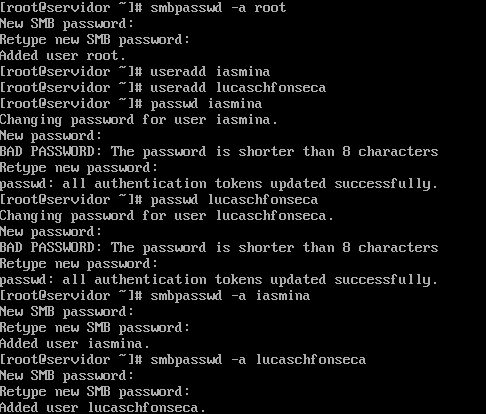 [root@servidor ~]# smbpasswd -a root
New SMB password:
Retype new SMB password:
Added user root.
[root@servidor ~]# useradd iasmina
[root@servidor ~]# useradd lucaschfonseca
[root@servidor ~]# passwd iasmina
Changing password for user iasmina.
New password:
BAD PASSWORD: The password is shorter than 8 characters
Retype new password:
passwd: all authentication tokens updated successfully.
[root@servidor ~]# passwd lucaschfonseca
Changing password for user lucaschfonseca.
New password:
BAD PASSWORD: The password is shorter than 8 characters
Retype new password:
passwd: all authentication tokens updated successfully.
[root@servidor ~]# smbpasswd -a iasmina
New SMB password:
Retype new SMB password:
Added user iasmina.
[root@servidor ~]# smbpasswd -a lucaschfonseca
New SMB password:
Retype new SMB password:
Added user lucaschfonseca.